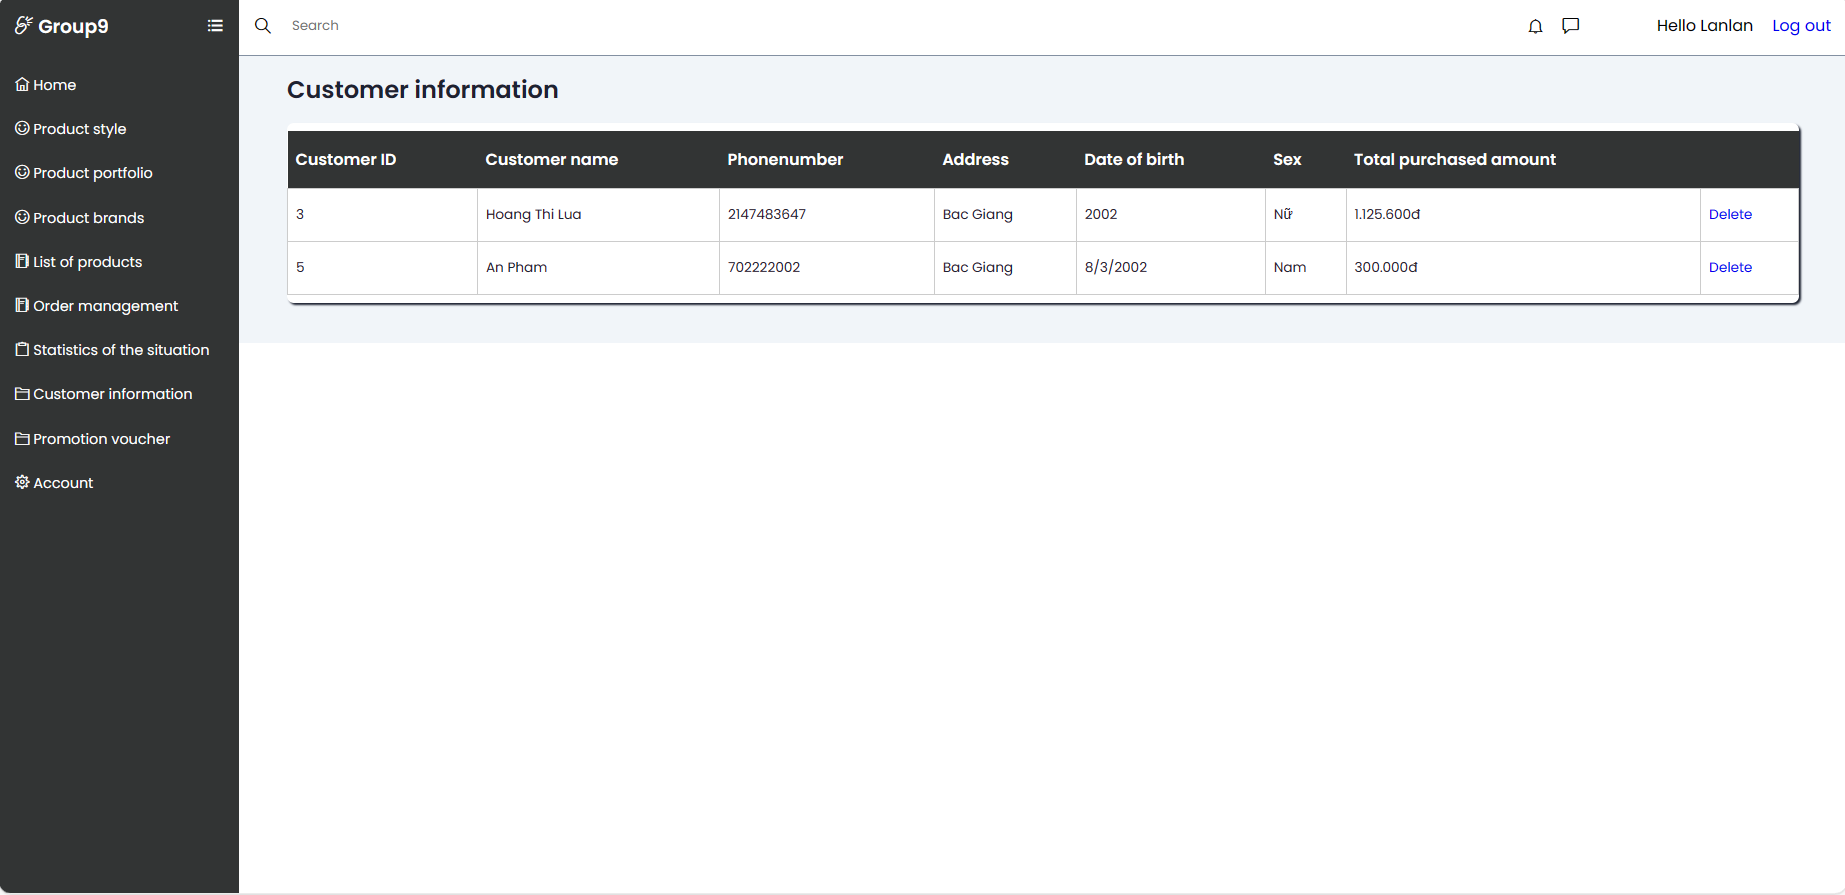 Group9
Search
Hello Lanlan Log out
Home
Product style
Product portfolio
Product brands
List of products
Order management
Statistics of the situation
Customer information
Promotion voucher
Account
Customer information
Customer ID Customer name Phonenumber Address Date of birth Sex Total purchased amount
3 Hoang Thi Lua 2147483647 Bac Giang 2002 Nữ 1.125.600đ Delete
5 An Pham 702222002 Bac Giang 8/3/2002 Nam 300.000đ Delete